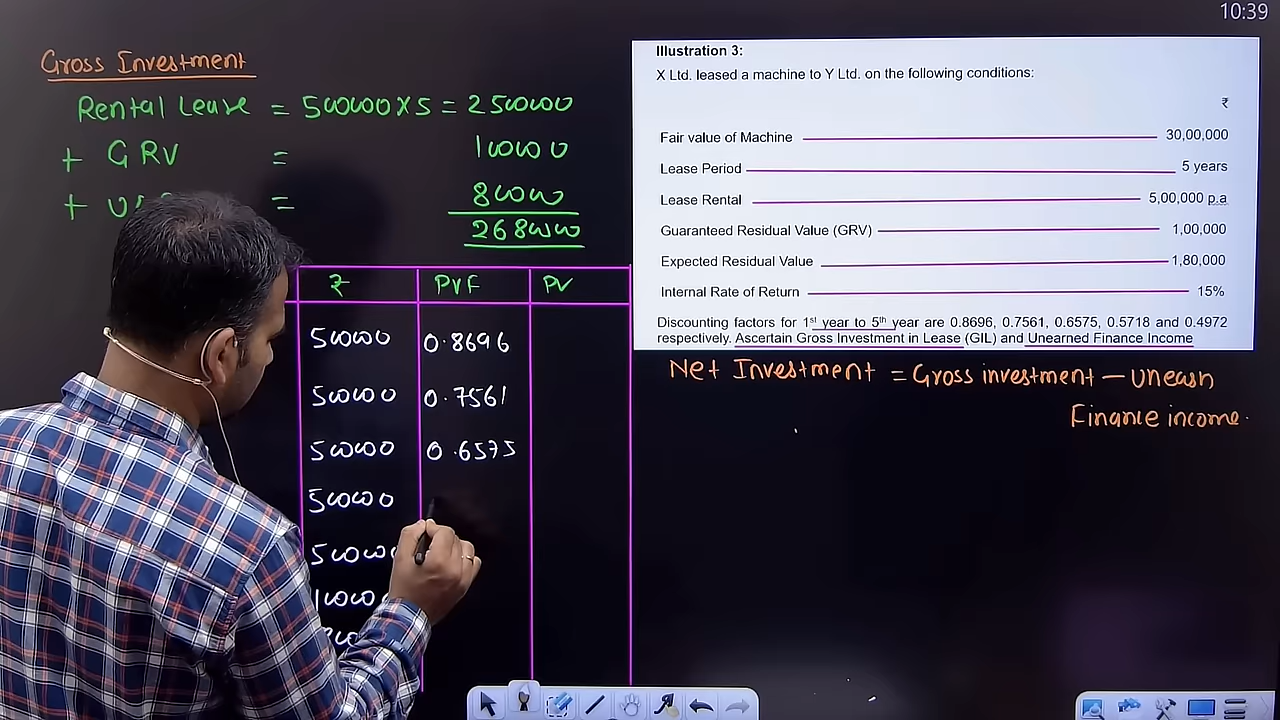 10:39
Gross Investment
Rental Lease = 500000 x 5 = 2500000
+ GRV = 100000
+ = 80000
2680000
₹ PVF PV
500000 0.8696
500000 0.7561
500000 0.6575
500000
Illustration 3:
X Ltd. leased a machine to Y Ltd. on the following conditions:
₹
Fair value of Machine 30,00,000
Lease Period 5 years
Lease Rental 5,00,000 p.a
Guaranteed Residual Value (GRV) 1,00,000
Expected Residual Value 1,80,000
Internal Rate of Return 15%
Discounting factors for 1st year to 5th year are 0.8696, 0.7561, 0.6575, 0.5718 and 0.4972
respectively. Ascertain Gross Investment in Lease (GIL) and Unearned Finance Income
Net Investment = Gross investment — Unearn
Finance income.